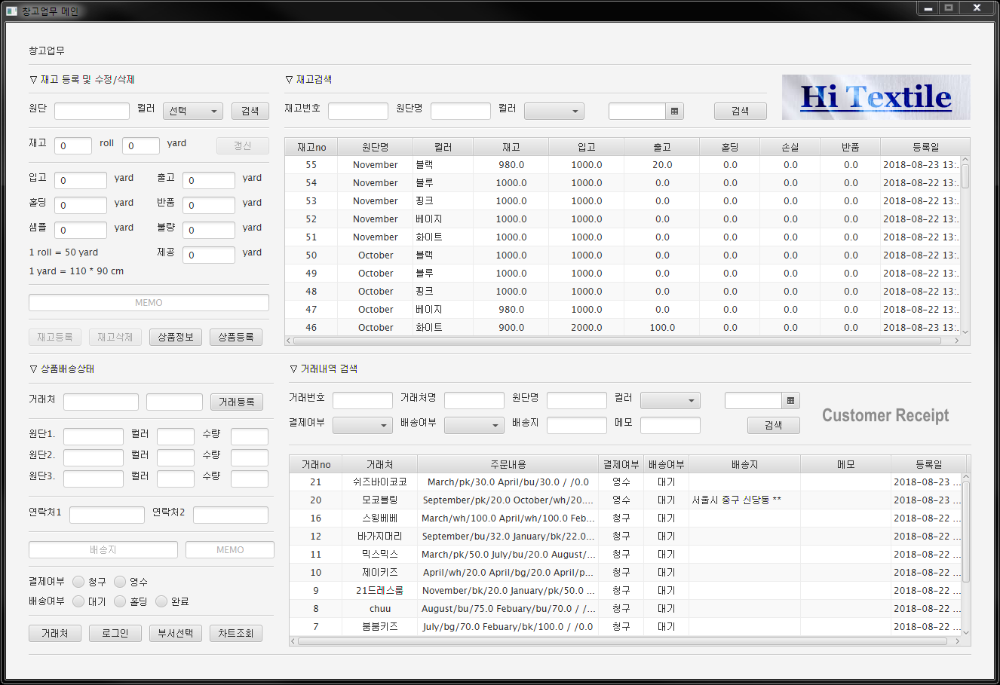 창고업무 메인
창고업무
▽ 재고 등록 및 수정/삭제
원단 컬러 선택 검색
재고 0 roll 0 yard 갱신
입고 0 yard 출고 0 yard
홀딩 0 yard 반품 0 yard
샘플 0 yard 불량 0 yard
1 roll = 50 yard 제공 0 yard
1 yard = 110 * 90 cm
MEMO
재고등록 재고삭제 상품정보 상품등록
▽ 재고검색
Hi Textile
재고번호 원단명 컬러 검색
재고no 원단명 컬러 재고 입고 출고 홀딩 손실 반품 등록일
55 November 블랙 980.0 1000.0 20.0 0.0 0.0 0.0 2018-08-23 13:.
54 November 블루 1000.0 1000.0 0.0 0.0 0.0 0.0 2018-08-22 13:.
53 November 핑크 1000.0 1000.0 0.0 0.0 0.0 0.0 2018-08-22 13:.
52 November 베이지 1000.0 1000.0 0.0 0.0 0.0 0.0 2018-08-22 13:.
51 November 화이트 1000.0 1000.0 0.0 0.0 0.0 0.0 2018-08-22 13:.
50 October 블랙 1000.0 1000.0 0.0 0.0 0.0 0.0 2018-08-22 13:.
49 October 블루 1000.0 1000.0 0.0 0.0 0.0 0.0 2018-08-22 13:.
48 October 핑크 1000.0 1000.0 0.0 0.0 0.0 0.0 2018-08-22 13:.
47 October 베이지 980.0 1000.0 0.0 0.0 0.0 0.0 2018-08-22 13:.
46 October 화이트 900.0 2000.0 100.0 0.0 0.0 0.0 2018-08-23 13:.
▽ 상품배송상태
거래처 거래등록
원단1. 컬러 수량
원단2. 컬러 수량
원단3. 컬러 수량
연락처1 연락처2
배송지 MEMO
결제여부 청구 영수
배송여부 대기 홀딩 완료
거래처 로그인 부서선택 차트조회
▽ 거래내역 검색
거래번호 거래처명 원단명 컬러
결제여부 배송여부 배송지 메모 검색
Customer Receipt
거래no 거래처 주문내용 결제여부 배송여부 배송지 메모 등록일
21 쉬즈바이코코 March/pk/30.0 April/bu/30.0 / /0.0 영수 대기 2018-08-23 ...
20 모코블링 September/pk/20.0 October/wh/20.... 영수 대기 서울시 중구 신당동 ** 2018-08-22 ...
16 스윙베베 March/wh/100.0 April/wh/100.0 Feb... 청구 대기 2018-08-22 ...
12 바가지머리 September/bu/32.0 January/bk/22.0... 청구 대기 2018-08-22 ...
11 믹스믹스 March/pk/50.0 July/bu/20.0 August/... 청구 대기 2018-08-22 ...
10 제이키즈 April/wh/20.0 April/bg/20.0 April/p... 청구 대기 2018-08-22 ...
9 21드레스룸 November/bk/20.0 January/pk/50.0 ... 청구 대기 2018-08-22 ...
8 chuu August/bu/75.0 Febuary/bu/70.0 / /... 청구 대기 2018-08-22 ...
7 붐붐키즈 July/bg/70.0 Febuary/bk/100.0 / /0.0 청구 대기 2018-08-22 ...